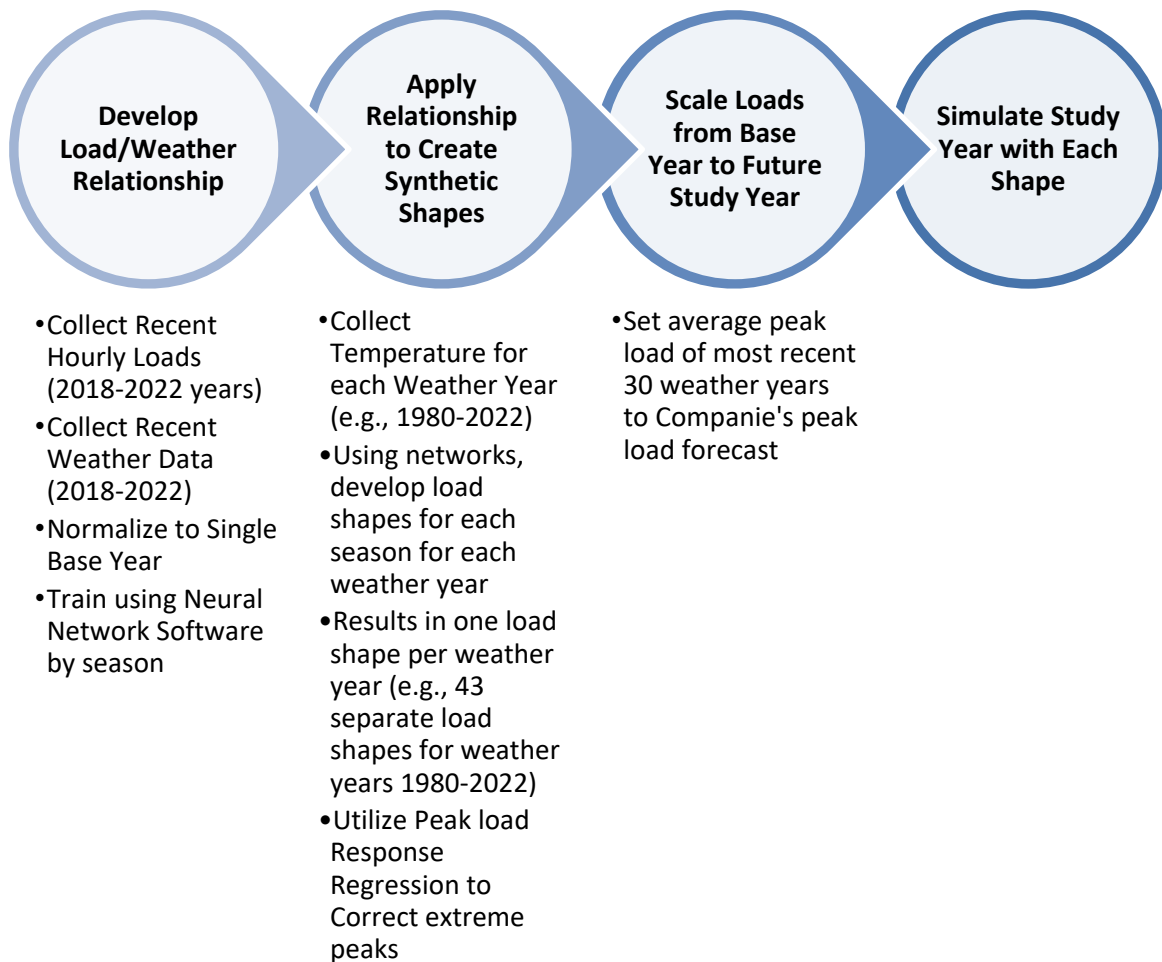 Develop
Load/Weather
Relationship
Apply
Relationship
to Create
Synthetic
Shapes
Scale Loads
from Base
Year to Future
Study Year
Simulate Study
Year with Each
Shape
•Collect Recent
Hourly Loads
(2018-2022 years)
•Collect Recent
Weather Data
(2018-2022)
•Normalize to Single
Base Year
•Train using Neural
Network Software
by season
•Collect
Temperature for
each Weather Year
(e.g., 1980-2022)
•Using networks,
develop load
shapes for each
season for each
weather year
•Results in one load
shape per weather
year (e.g., 43
separate load
shapes for weather
years 1980-2022)
•Utilize Peak load
Response
Regression to
Correct extreme
peaks
•Set average peak
load of most recent
30 weather years
to Companie's peak
load forecast